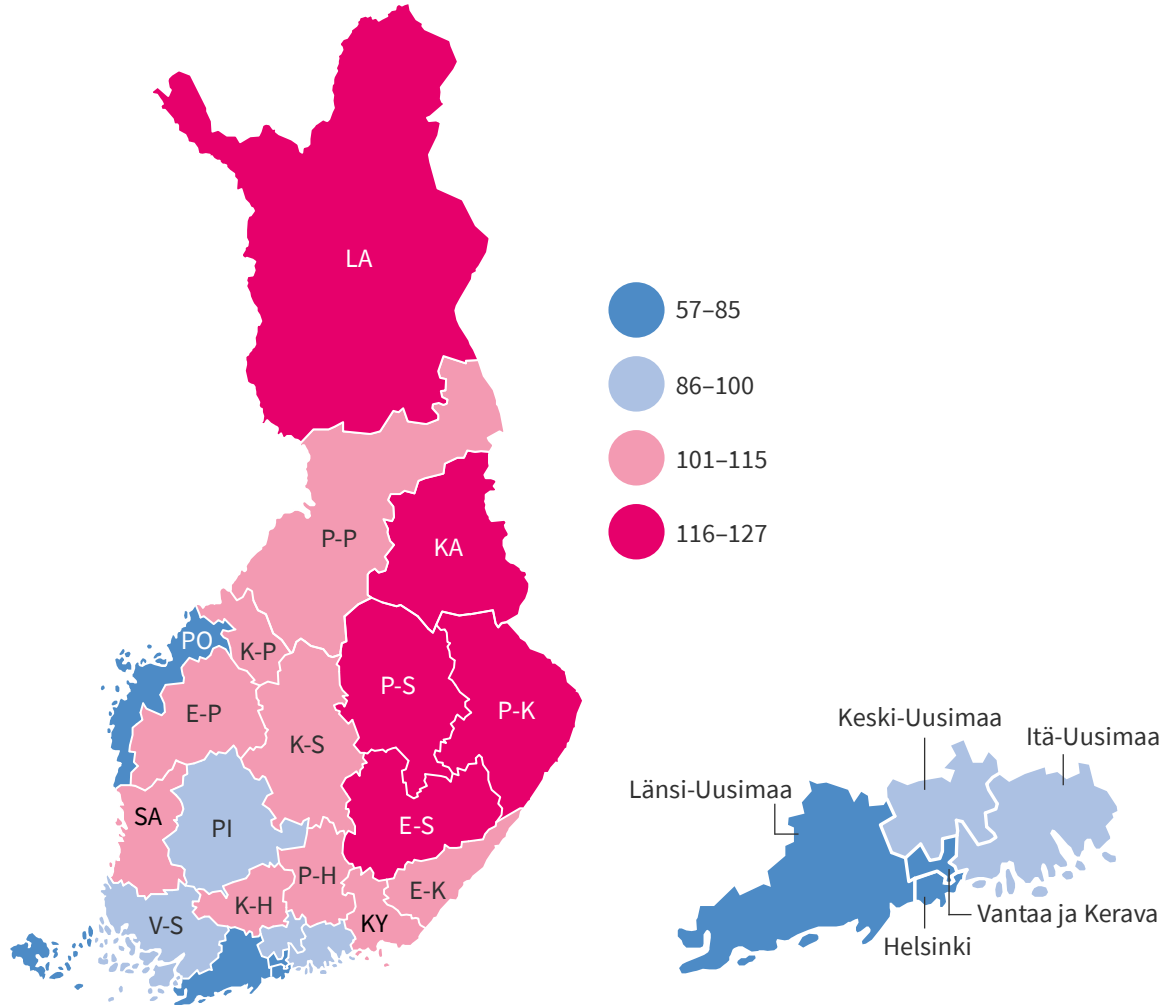 LA
57–85
86–100
101–115
116–127
P-P
KA
PO
K-P
P-S
P-K
E-P
K-S
SA
PI
E-S
P-H
E-K
K-H
KY
V-S
Keski-Uusimaa
Itä-Uusimaa
Länsi-Uusimaa
Vantaa ja Kerava
Helsinki